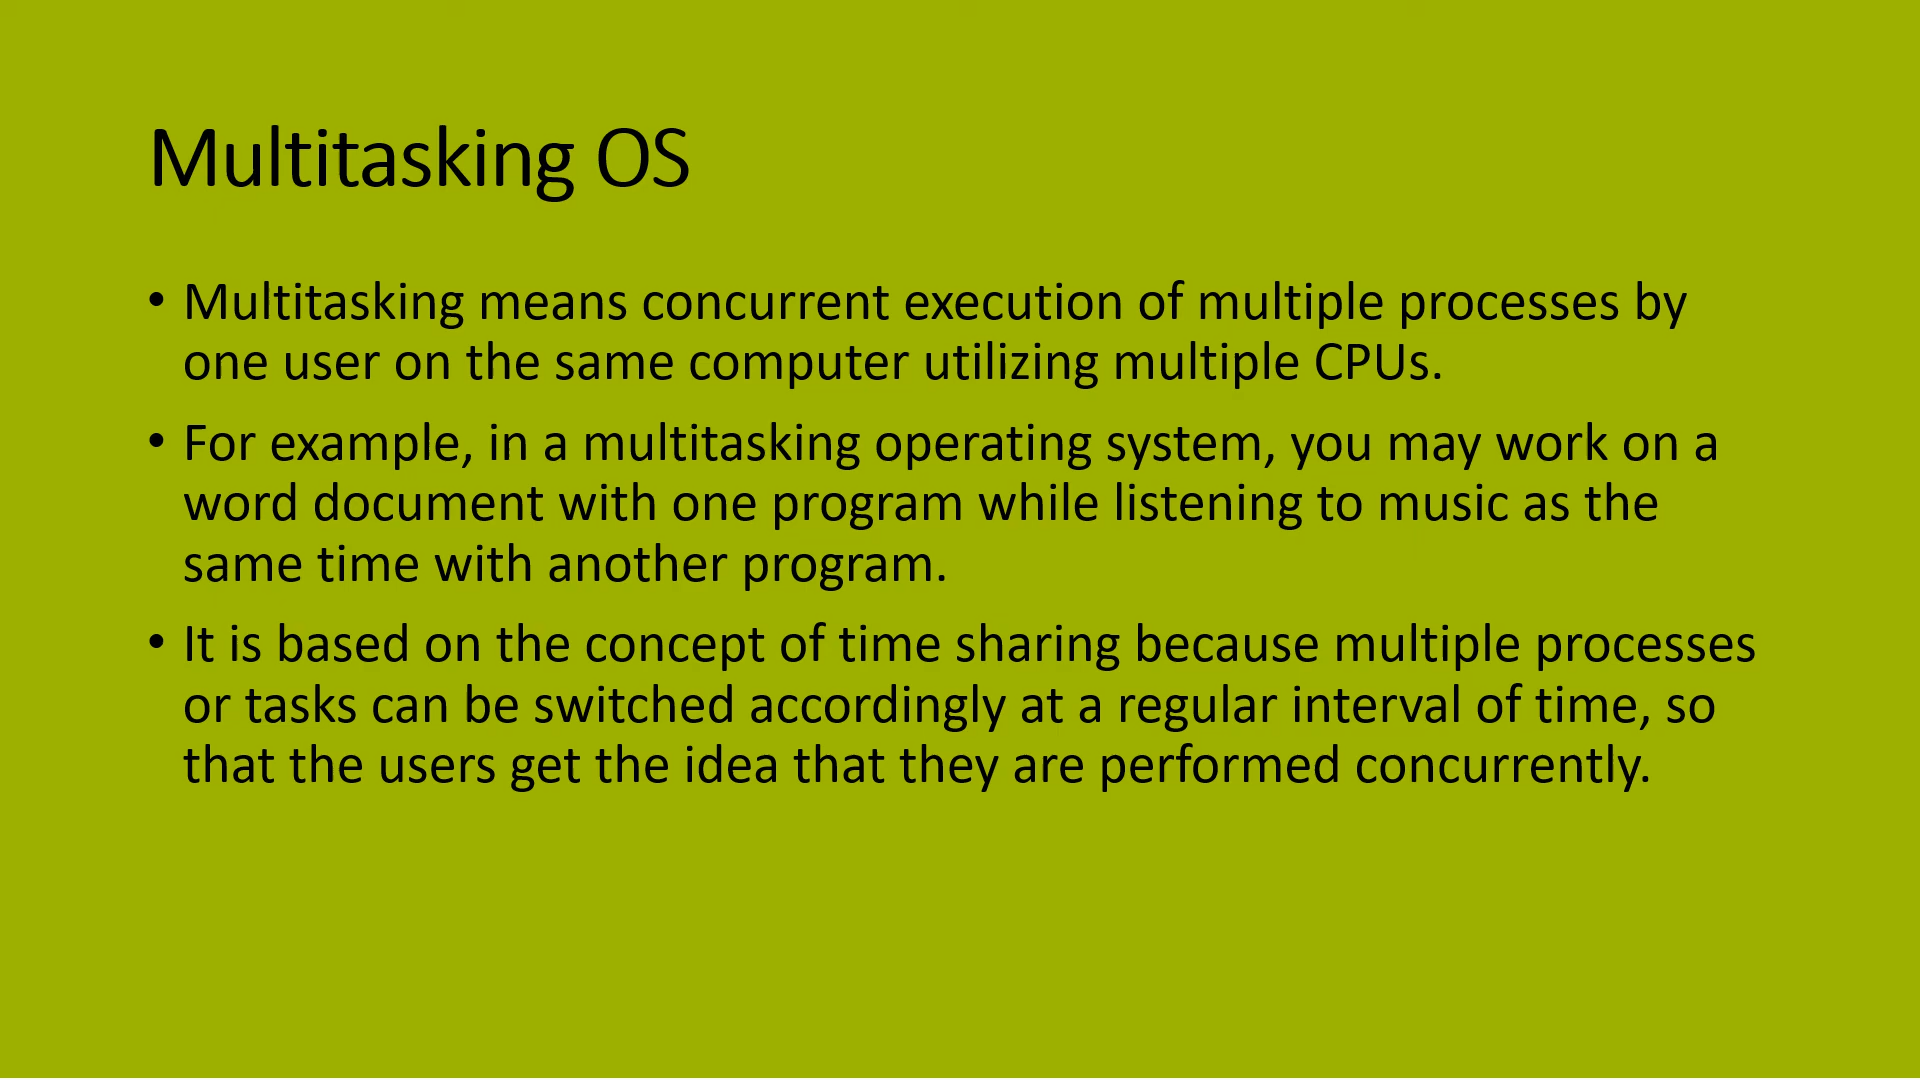 Multitasking OS
• Multitasking means concurrent execution of multiple processes by
one user on the same computer utilizing multiple CPUs.
• For example, in a multitasking operating system, you may work on a
word document with one program while listening to music as the
same time with another program.
• It is based on the concept of time sharing because multiple processes
or tasks can be switched accordingly at a regular interval of time, so
that the users get the idea that they are performed concurrently.